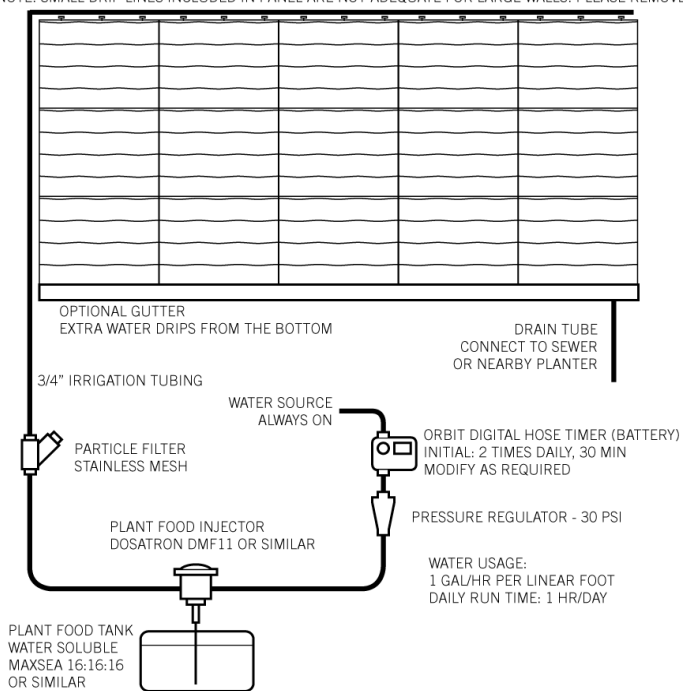 NOTE: SMALL DRIP LINES INCLUDED IN PANEL ARE NOT ADEQUATE FOR LARGE WALLS. PLEASE REMOVE
OPTIONAL GUTTER
EXTRA WATER DRIPS FROM THE BOTTOM
DRAIN TUBE
CONNECT TO SEWER
OR NEARBY PLANTER
3/4" IRRIGATION TUBING
WATER SOURCE
ALWAYS ON
ORBIT DIGITAL HOSE TIMER (BATTERY)
INITIAL: 2 TIMES DAILY, 30 MIN
MODIFY AS REQUIRED
PARTICLE FILTER
STAINLESS MESH
PRESSURE REGULATOR - 30 PSI
PLANT FOOD INJECTOR
DOSATRON DMF11 OR SIMILAR
WATER USAGE:
1 GAL/HR PER LINEAR FOOT
DAILY RUN TIME: 1 HR/DAY
PLANT FOOD TANK
WATER SOLUBLE
MAXSEA 16:16:16
OR SIMILAR